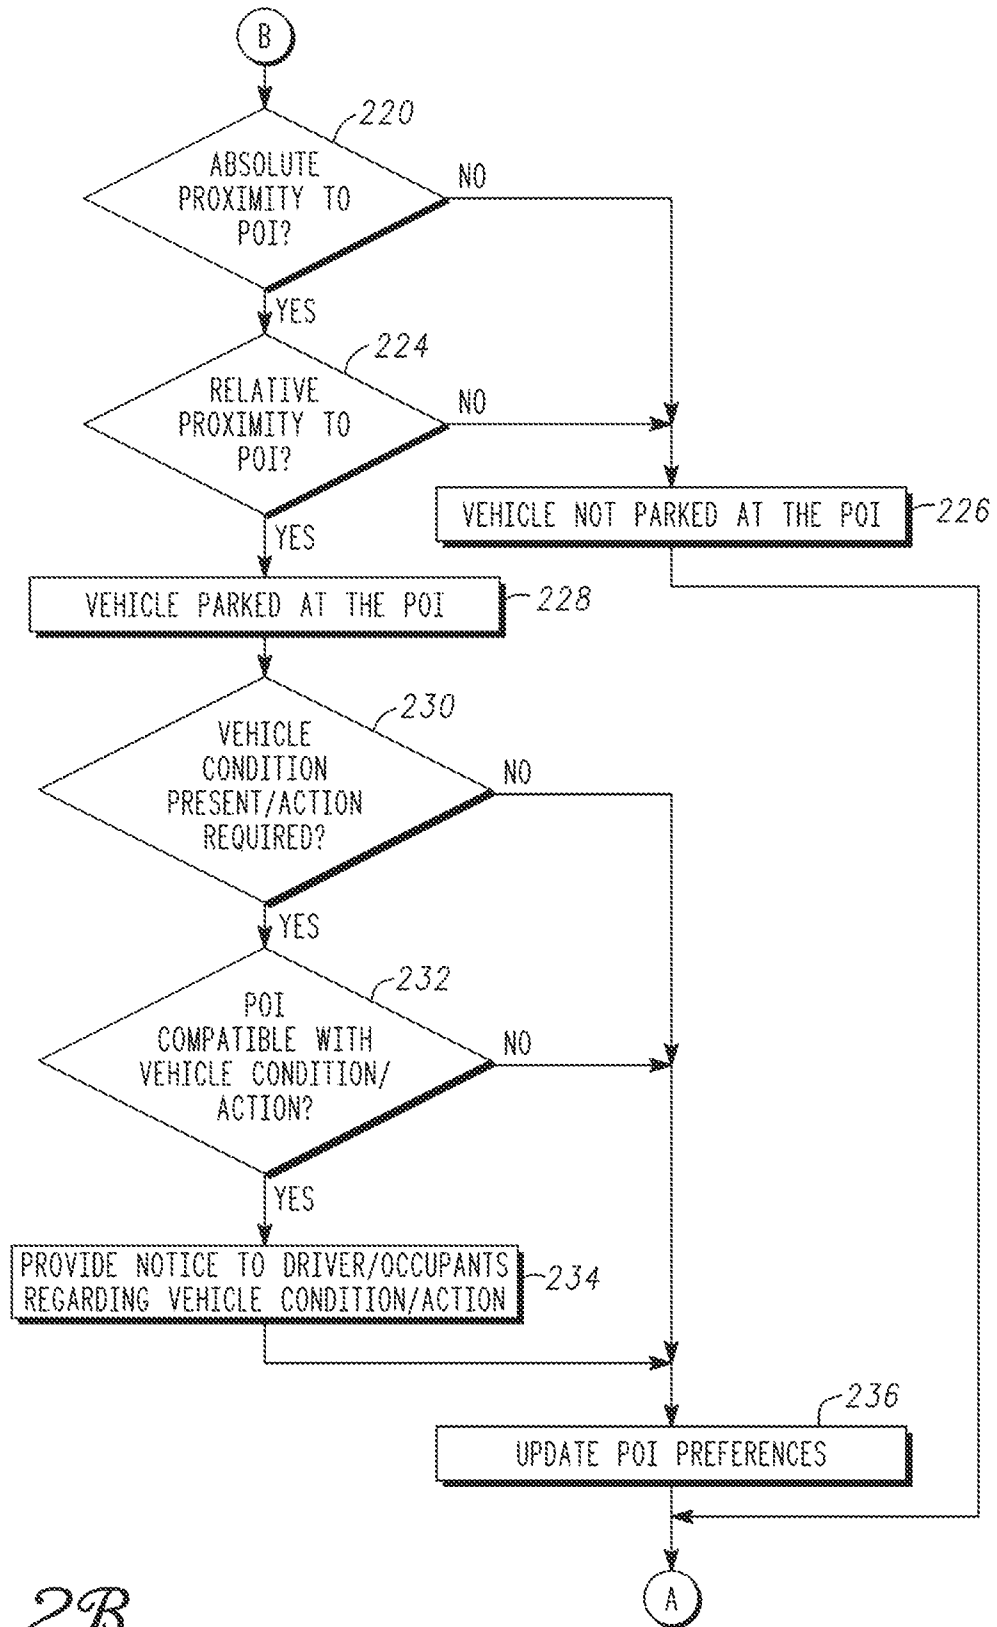 B
220
ABSOLUTE
PROXIMITY TO
POI?
NO
YES
224
RELATIVE
PROXIMITY TO
POI?
NO
YES
VEHICLE NOT PARKED AT THE POI
226
VEHICLE PARKED AT THE POI
228
230
VEHICLE
CONDITION
PRESENT/ACTION
REQUIRED?
NO
YES
232
POI
COMPATIBLE WITH
VEHICLE CONDITION/
ACTION?
NO
YES
PROVIDE NOTICE TO DRIVER/OCCUPANTS
REGARDING VEHICLE CONDITION/ACTION
234
236
UPDATE POI PREFERENCES
A
2B